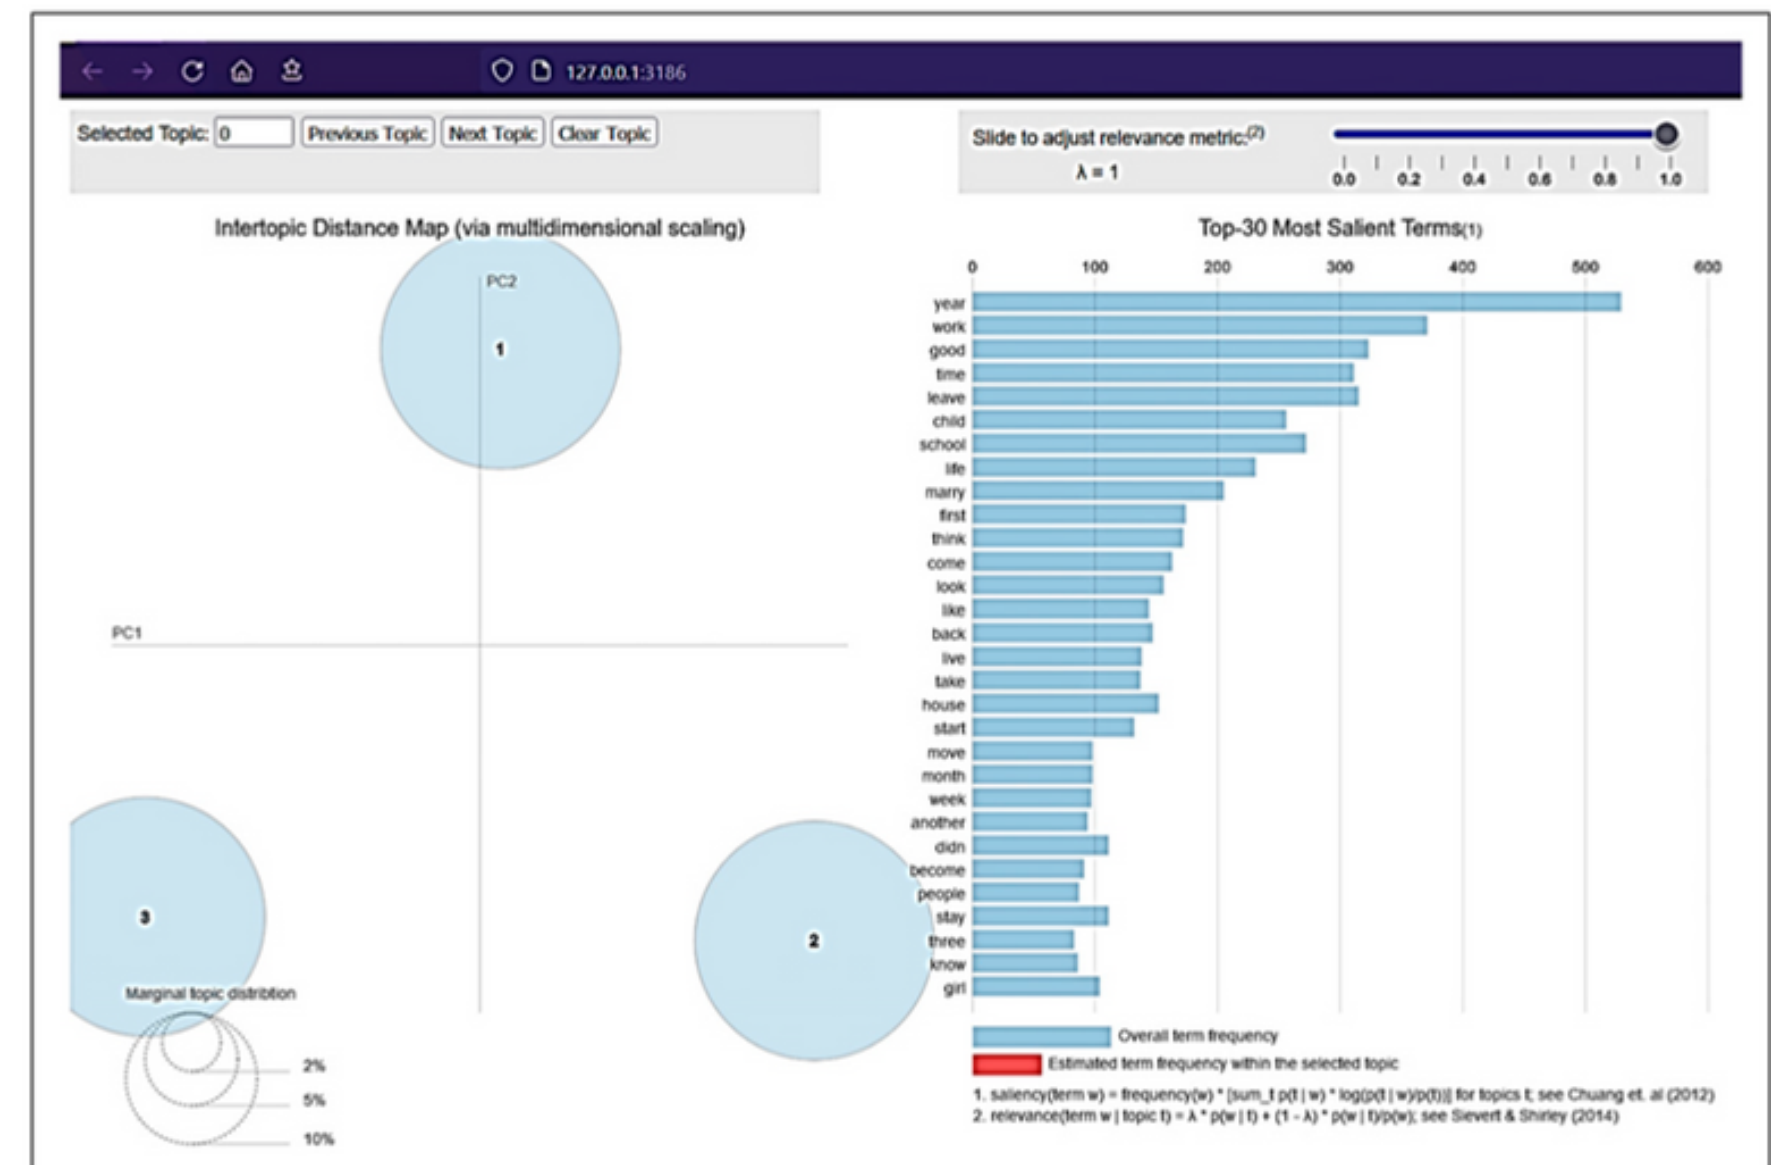 127.0.0.1:3186
Selected Topic: 0 Previous Topic Next Topic Clear Topic
Slide to adjust relevance metric:(2)
λ = 1
0.0 0.2 0.4 0.6 0.8 1.0
Intertopic Distance Map (via multidimensional scaling)
PC2
1
PC1
3
2
Marginal topic distribtion
2%
5%
10%
Top-30 Most Salient Terms(1)
0 100 200 300 400 500 600
year
work
good
time
leave
child
school
life
marry
first
think
come
look
like
back
live
take
house
start
move
month
week
another
didn
become
people
stay
three
know
girl
Overall term frequency
Estimated term frequency within the selected topic
1. saliency(term w) = frequency(w) * [sum_t p(t | w) * log(p(t | w)/p(t))] for topics t; see Chuang et. al (2012)
2. relevance(term w | topic t) = λ * p(w | t) + (1 - λ) * p(w | t)/p(w); see Sievert & Shirley (2014)